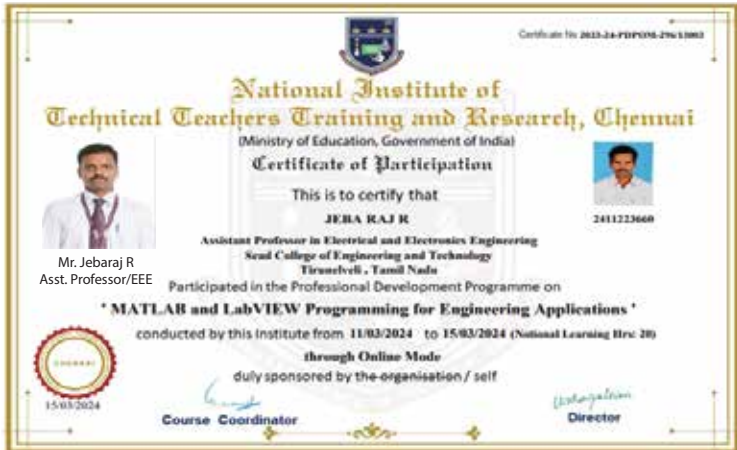 Certificate No 2023-24-PDPONM-296/13003
National Institute of
Technical Teachers Training and Research, Chennai
(Ministry of Education, Government of India)
Certificate of Participation
This is to certify that
JEBA RAJ R
2411223660
Assistant Professor in Electrical and Electronics Engineering
Scad College of Engineering and Technology
Tirunelveli , Tamil Nadu
Mr. Jebaraj R
Asst. Professor/EEE
Participated in the Professional Development Programme on
' MATLAB and LabVIEW Programming for Engineering Applications '
conducted by this Institute from 11/03/2024 to 15/03/2024 (Notional Learning Hrs: 20)
through Online Mode
duly sponsored by the organisation / self
CHENNAI
15/03/2024
Course Coordinator
Director